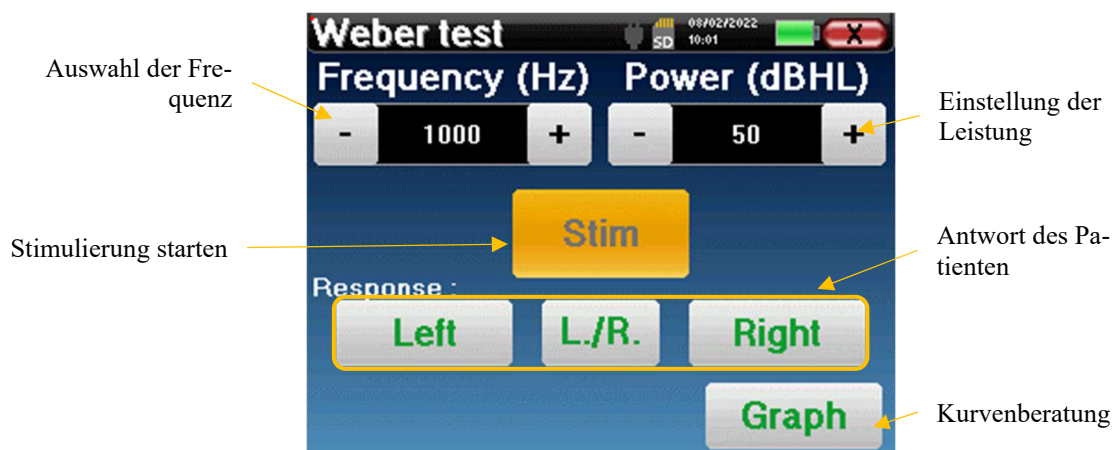 Weber test
SD
08/02/2022
10:01
X
Auswahl der Fre-
quenz
Frequency (Hz)
Power (dBHL)
- 1000 +
- 50 +
Einstellung der
Leistung
Stimulierung starten
Stim
Antwort des Pa-
tienten
Response :
Left
L./R.
Right
Graph
Kurvenberatung